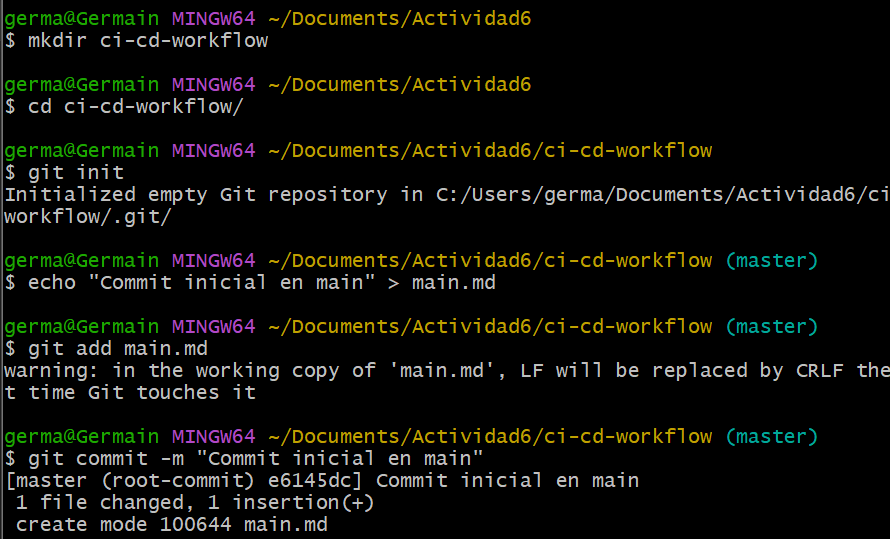 germa@Germain MINGW64 ~/Documents/Actividad6
$ mkdir ci-cd-workflow
germa@Germain MINGW64 ~/Documents/Actividad6
$ cd ci-cd-workflow/
germa@Germain MINGW64 ~/Documents/Actividad6/ci-cd-workflow
$ git init
Initialized empty Git repository in C:/Users/germa/Documents/Actividad6/ci
workflow/.git/
germa@Germain MINGW64 ~/Documents/Actividad6/ci-cd-workflow (master)
$ echo "Commit inicial en main" > main.md
germa@Germain MINGW64 ~/Documents/Actividad6/ci-cd-workflow (master)
$ git add main.md
warning: in the working copy of 'main.md', LF will be replaced by CRLF the
t time Git touches it
germa@Germain MINGW64 ~/Documents/Actividad6/ci-cd-workflow (master)
$ git commit -m "Commit inicial en main"
[master (root-commit) e6145dc] Commit inicial en main
1 file changed, 1 insertion(+)
create mode 100644 main.md